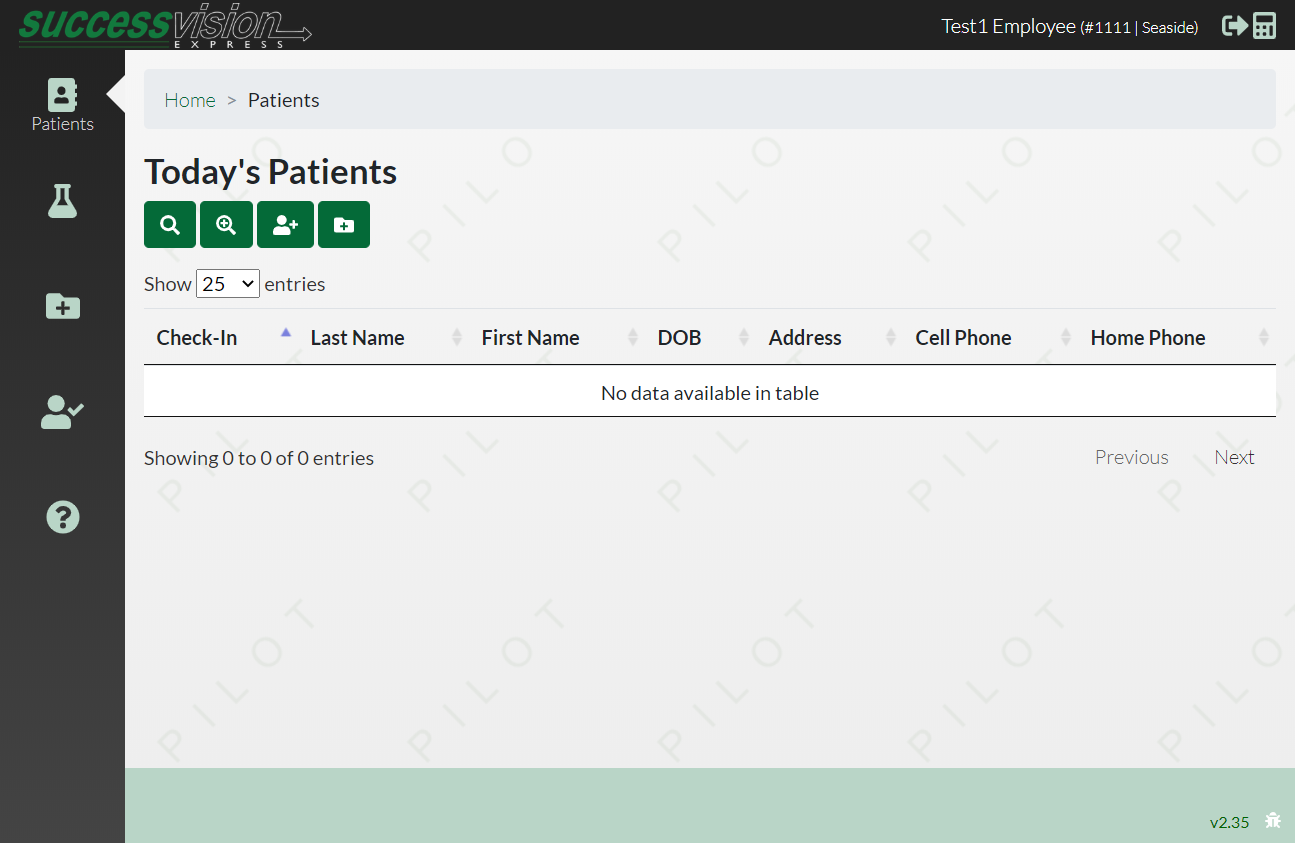 successvision
EXPRESS
Test1 Employee (#1111 | Seaside)
Patients
Home > Patients
Today's Patients
Show 25 entries
Check-In Last Name First Name DOB Address Cell Phone Home Phone
No data available in table
Showing 0 to 0 of 0 entries
Previous Next
PILOT PILOT PILOT PILOT PILOT
PILOT PILOT PILOT PILOT PILOT
PILOT PILOT PILOT PILOT PILOT
v2.35